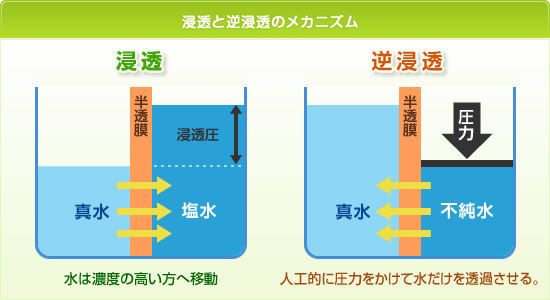 浸透と逆浸透のメカニズム
浸透
半透膜
浸透圧
真水
塩水
水は濃度の高い方へ移動
逆浸透
半透膜
圧力
真水
不純水
人工的に圧力をかけて水だけを透過させる。